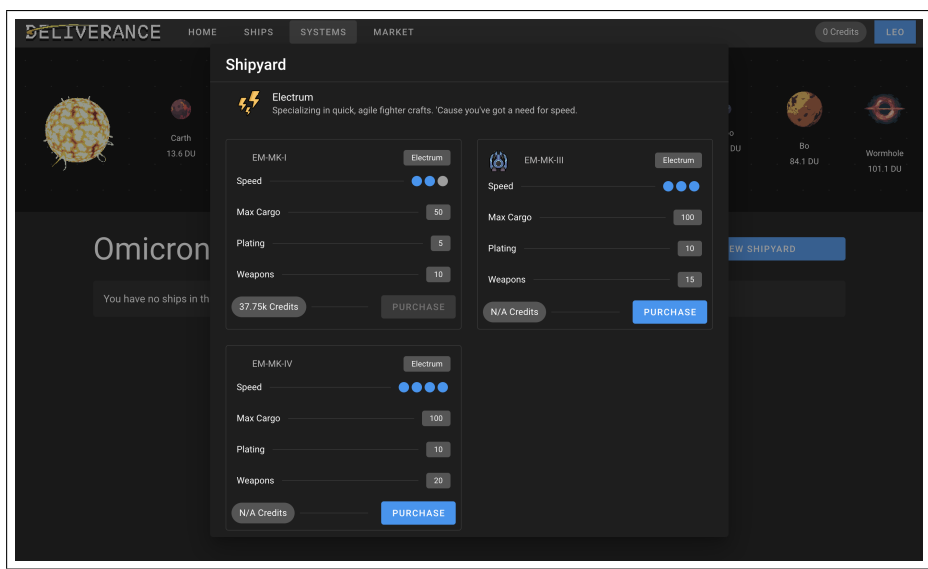 DELIVERANCE HOME SHIPS SYSTEMS MARKET 0 Credits LEO
Shipyard
Electrum
Specializing in quick, agile fighter crafts. 'Cause you've got a need for speed.
Carth
13.6 DU
DU
Bo
84.1 DU
Wormhole
101.1 DU
EM-MK-I Electrum
Speed
Max Cargo 50
Plating 5
Weapons 10
37.75k Credits PURCHASE
EM-MK-III Electrum
Speed
Max Cargo 100
Plating 10
Weapons 15
N/A Credits PURCHASE
EM-MK-IV Electrum
Speed
Max Cargo 100
Plating 10
Weapons 20
N/A Credits PURCHASE
Omicron
EW SHIPYARD
You have no ships in th